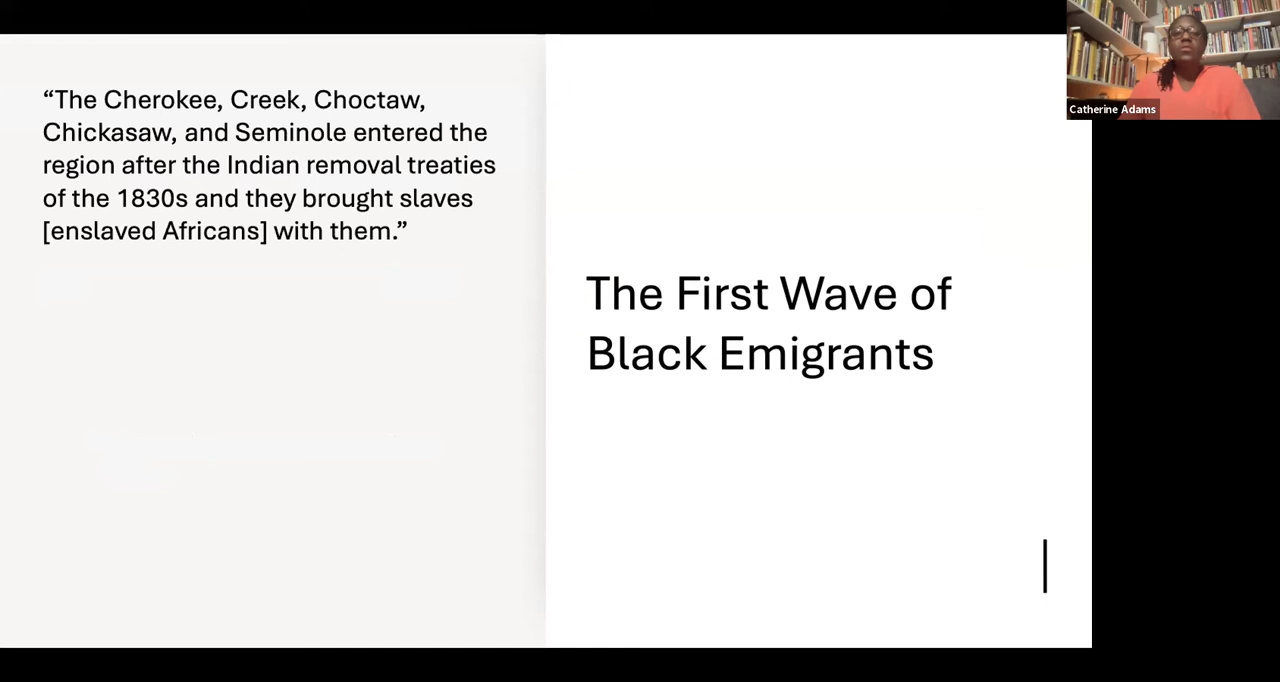 “The Cherokee, Creek, Choctaw,
Chickasaw, and Seminole entered the
region after the Indian removal treaties
of the 1830s and they brought slaves
[enslaved Africans] with them.”
The First Wave of
Black Emigrants
Catherine Adams